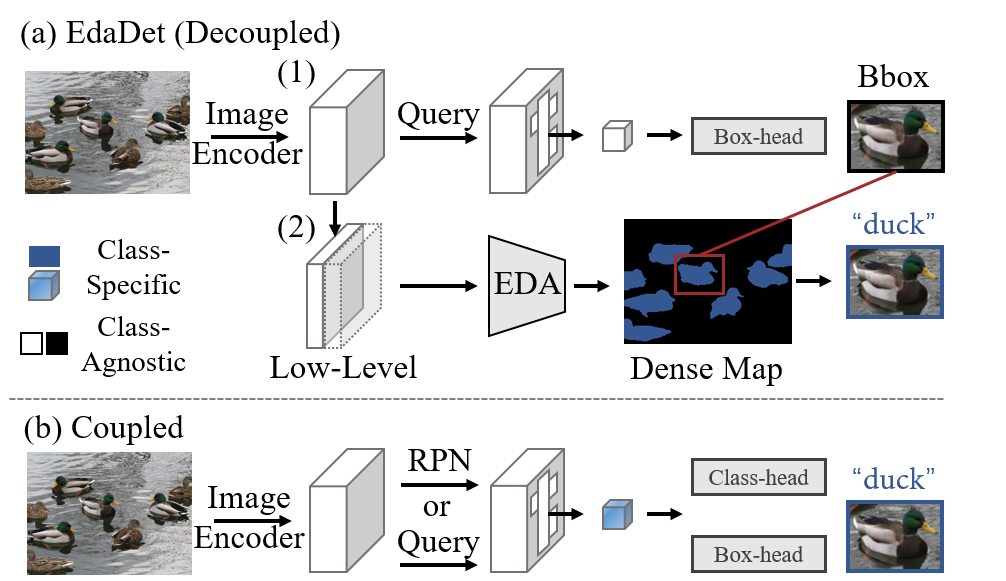 (a) EdaDet (Decoupled)
(1)
Bbox
Image
Encoder
Query
Box-head
(2)
"duck"
Class-
Specific
EDA
Class-
Agnostic
Low-Level
Dense Map
(b) Coupled
RPN
or
Query
Image
Encoder
Class-head
Box-head
"duck"